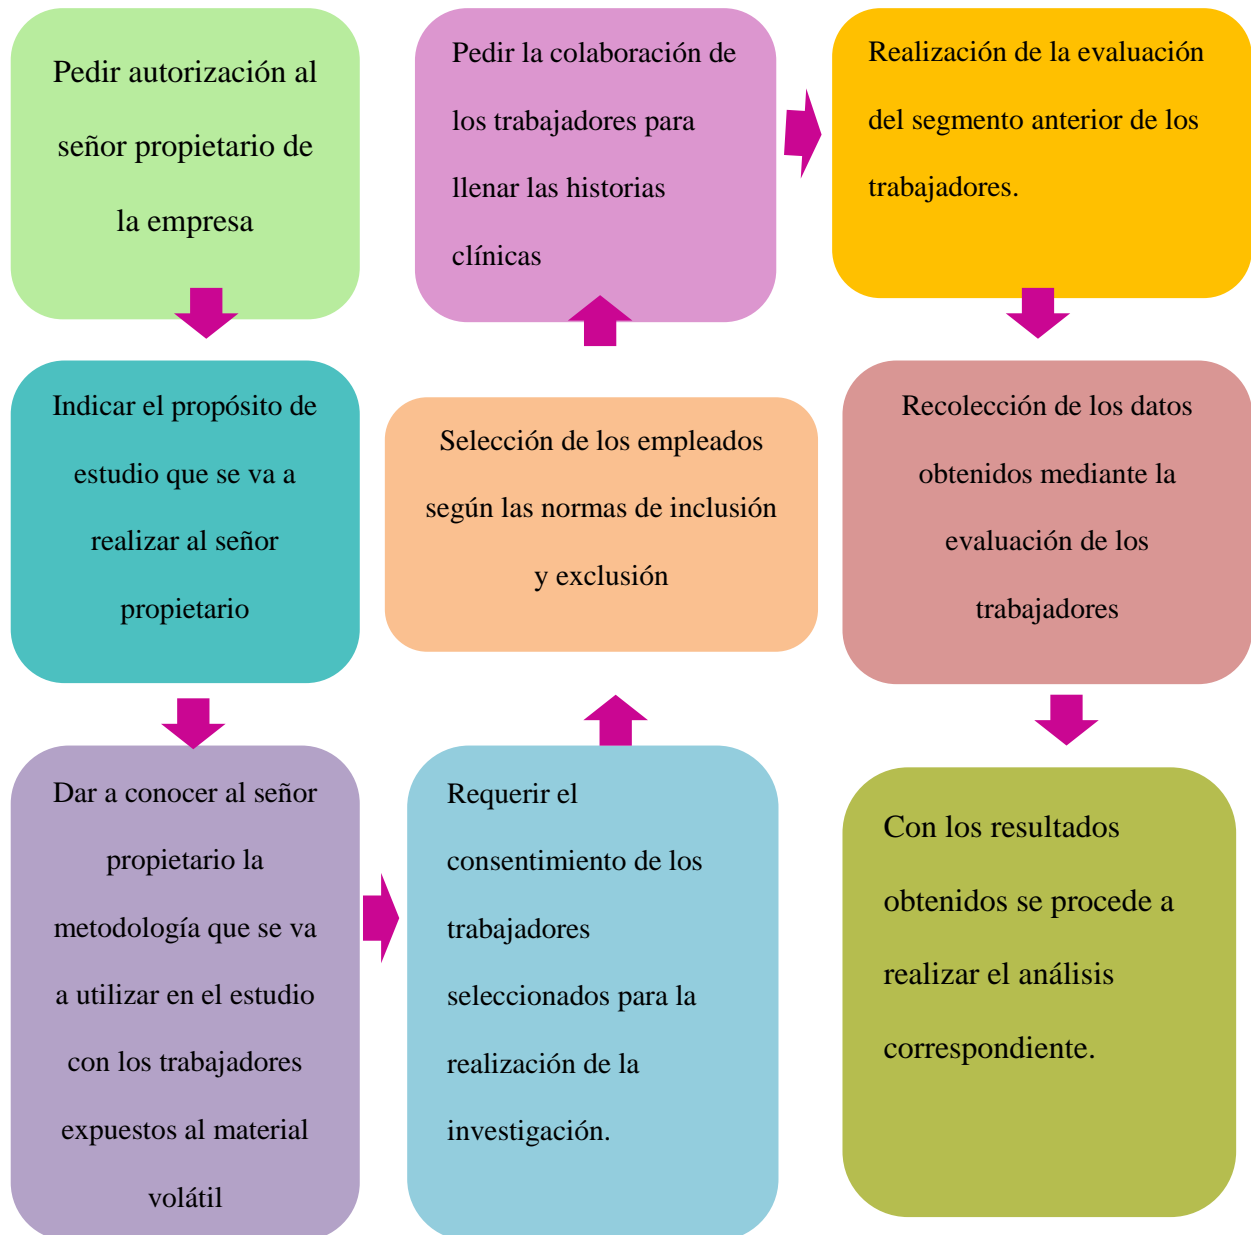 Pedir autorización al
señor propietario de
la empresa
Indicar el propósito de
estudio que se va a
realizar al señor
propietario
Dar a conocer al señor
propietario la
metodología que se va
a utilizar en el estudio
con los trabajadores
expuestos al material
volátil
Requerir el
consentimiento de los
trabajadores
seleccionados para la
realización de la
investigación.
Selección de los empleados
según las normas de inclusión
y exclusión
Pedir la colaboración de
los trabajadores para
llenar las historias
clínicas
Realización de la evaluación
del segmento anterior de los
trabajadores.
Recolección de los datos
obtenidos mediante la
evaluación de los
trabajadores
Con los resultados
obtenidos se procede a
realizar el análisis
correspondiente.